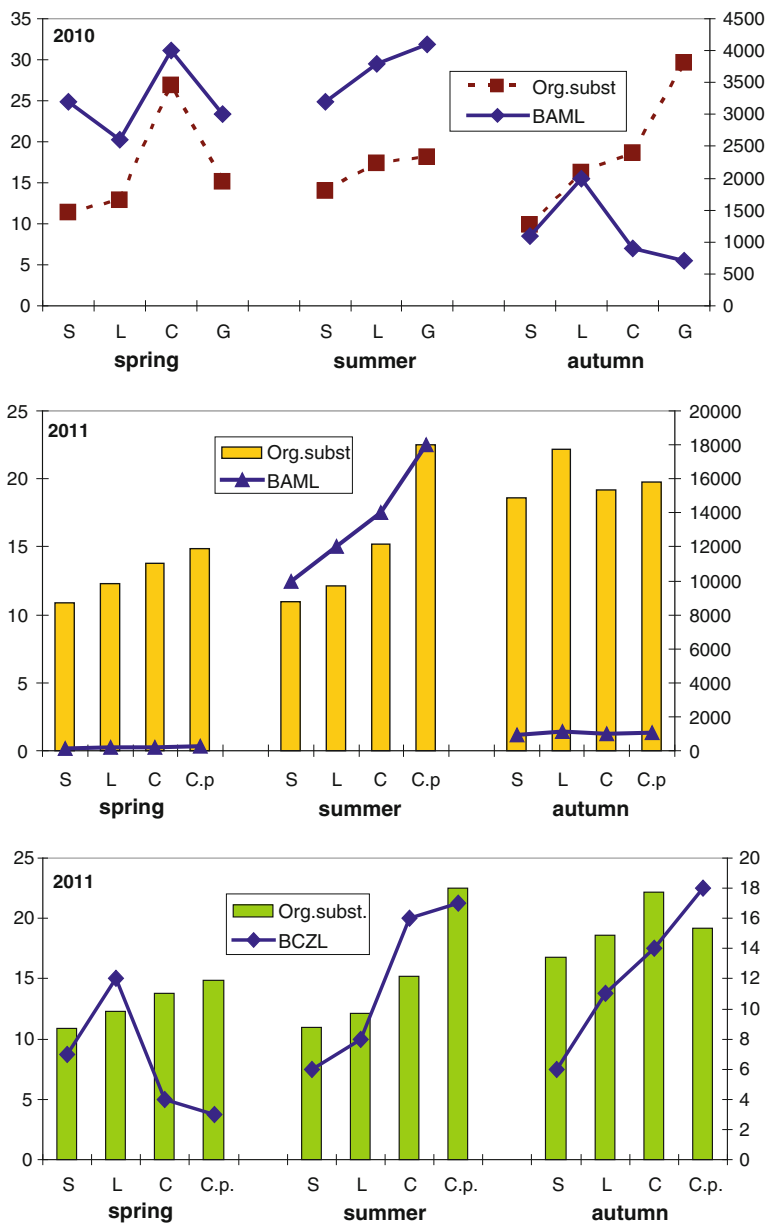 35 4500
2010
30 4000
3500
25 3000
Org.subst
BAML
20 2500
15 2000
1500
10 1000
5 500
0 0
S L C G S L G S L C G
spring summer autumn
25 20000
2011
18000
Org.subst
BAML
20 16000
14000
15 12000
10000
10 8000
6000
5 4000
2000
0 0
S L C C.p S L C C.p S L C C.p
spring summer autumn
25 20
2011
18
Org.subst.
BCZL
20 16
14
15 12
10
10 8
6
5 4
2
0 0
S L C C.p. S L C C.p. S L C C.p.
spring summer autumn